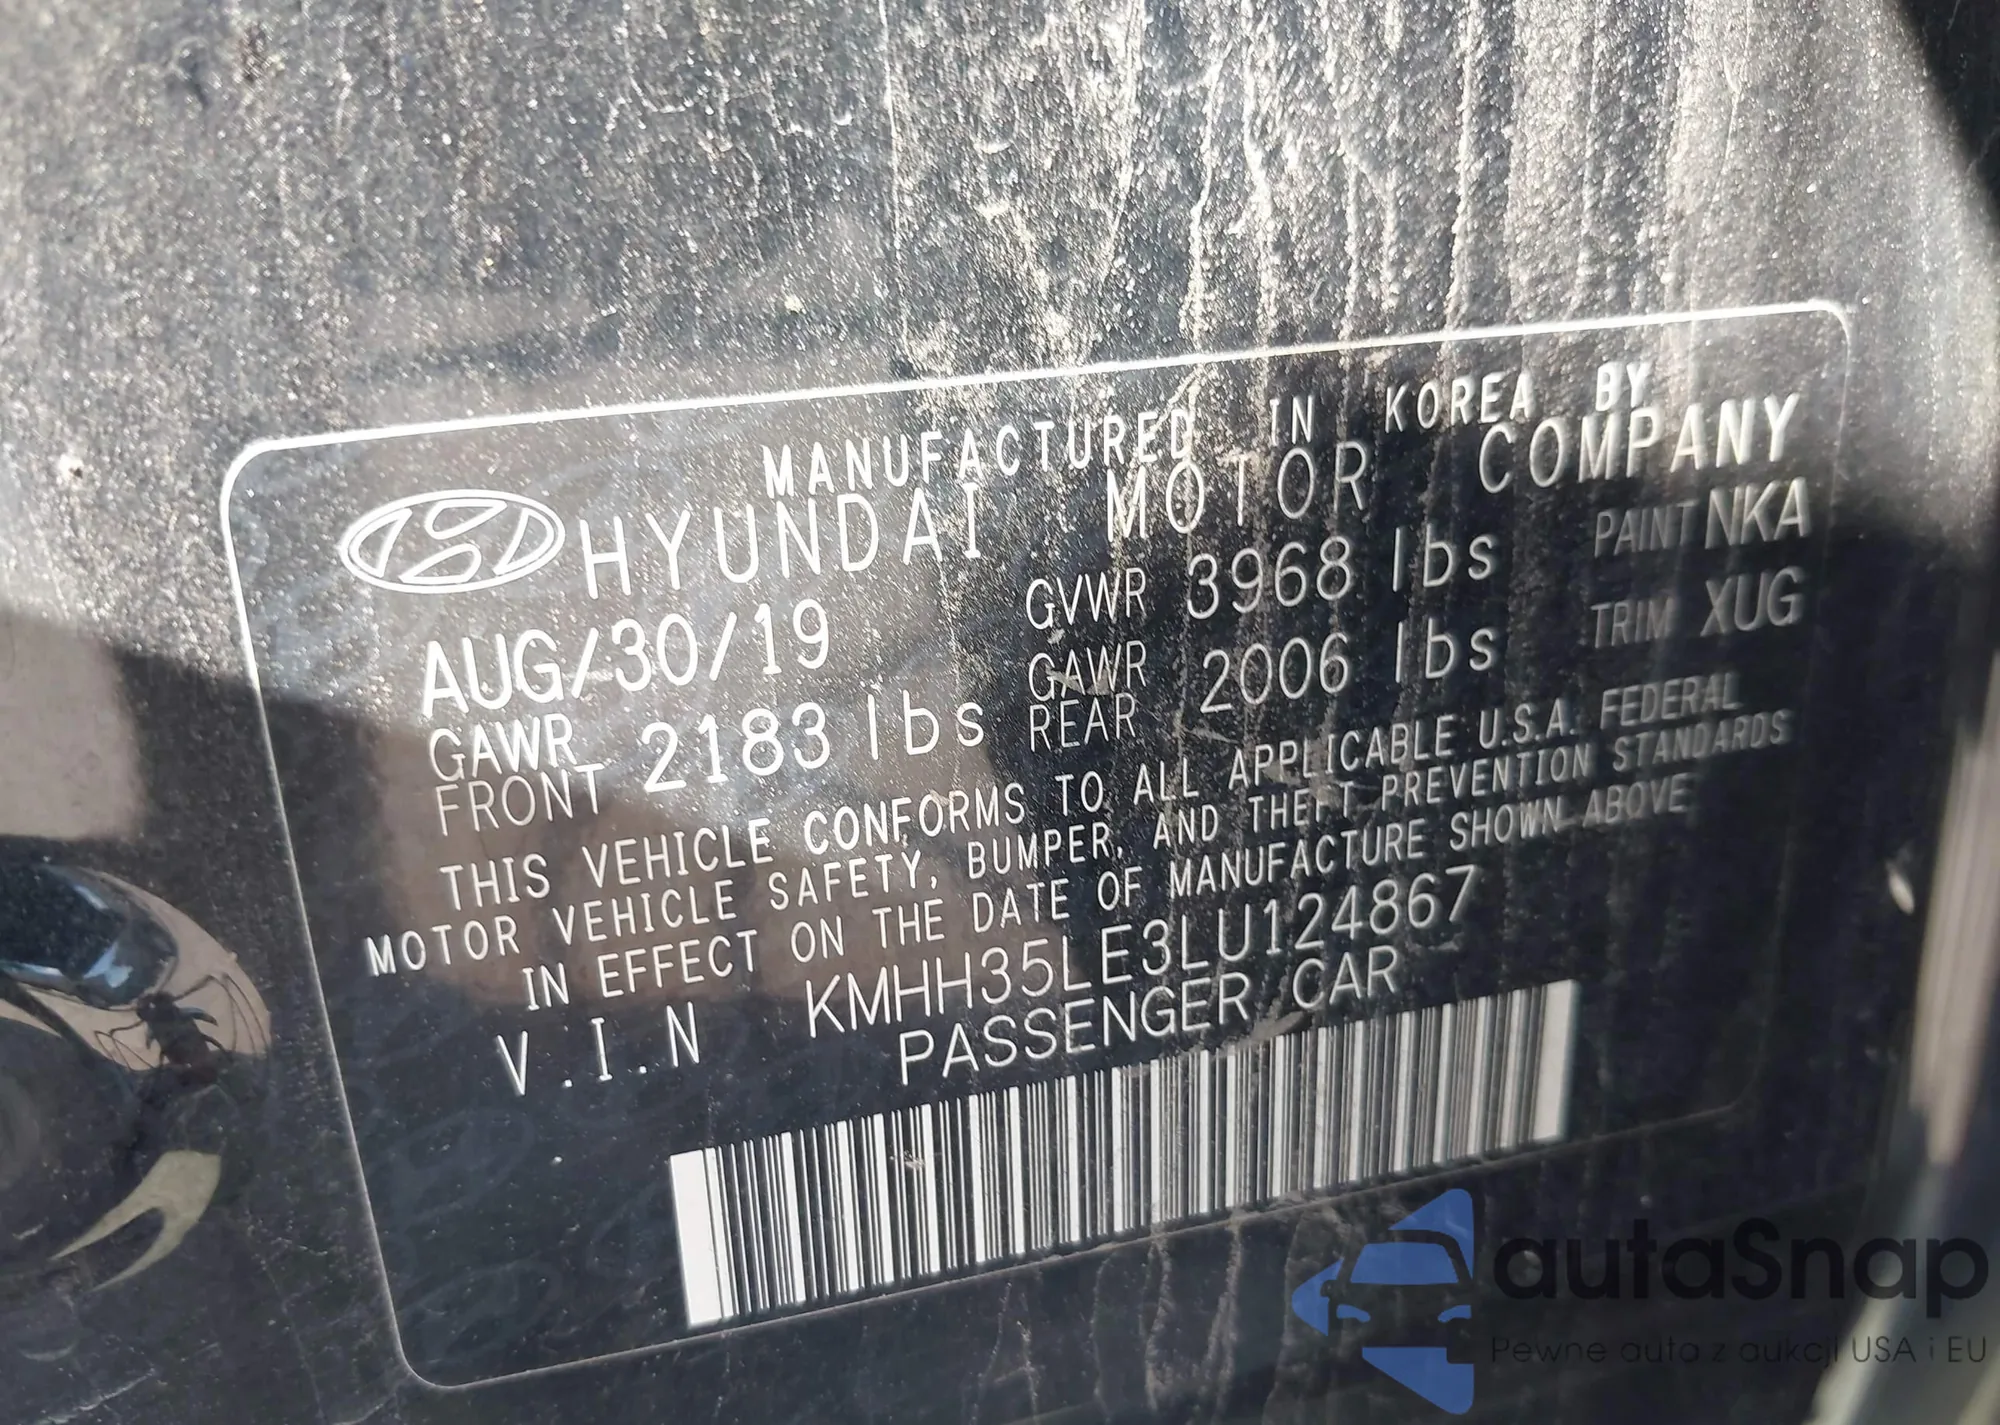 MANUFACTURED IN KOREA BY
HYUNDAI MOTOR COMPANY
AUG/30/19 GVWR 3968 lbs PAINT NKA
GAWR FRONT 2183 lbs GAWR REAR 2006 lbs TRIM XUG
THIS VEHICLE CONFORMS TO ALL APPLICABLE U.S.A. FEDERAL
MOTOR VEHICLE SAFETY, BUMPER, AND THEFT PREVENTION STANDARDS
IN EFFECT ON THE DATE OF MANUFACTURE SHOWN ABOVE
V.I.N KMHH35LE3LU124867
PASSENGER CAR
autaSnap
Pewne auta z aukcji USA i EU